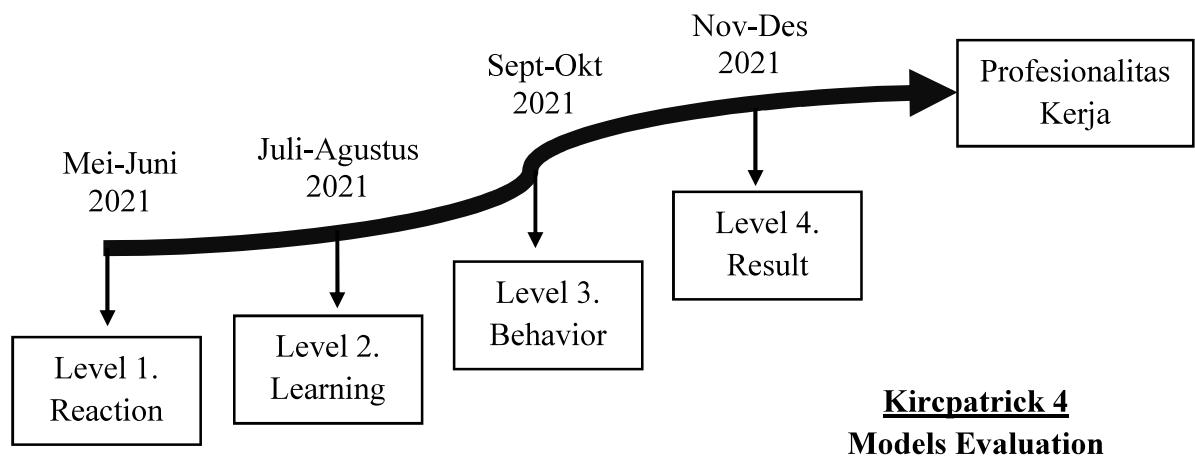 Mei-Juni
2021
Juli-Agustus
2021
Sept-Okt
2021
Nov-Des
2021
Profesionalitas
Kerja
Level 1.
Reaction
Level 2.
Learning
Level 3.
Behavior
Level 4.
Result
Kircpatrick 4
Models Evaluation